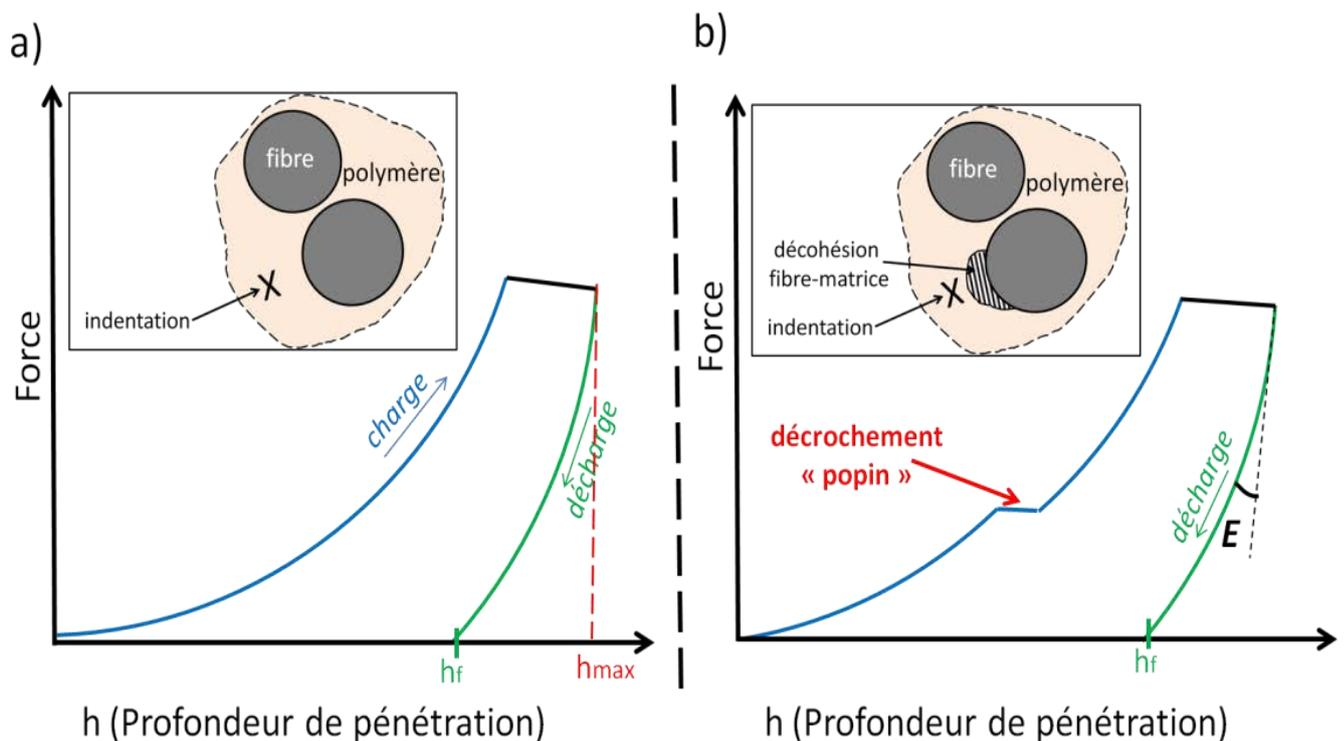 a)
fibre
polymère
indentation
Force
charge
décharge
hf
hmax
h (Profondeur de pénétration)
b)
fibre
polymère
décohésion
fibre-matrice
indentation
Force
décrochement
« popin »
décharge
E
hf
h (Profondeur de pénétration)